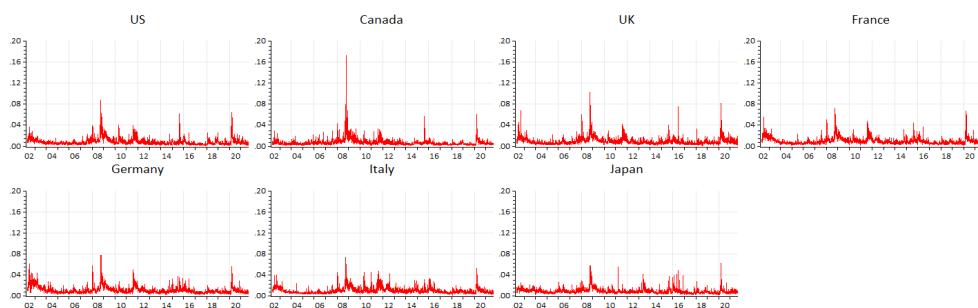 US Canada UK France
.20 .20 .20 .20
.16 .16 .16 .16
.12 .12 .12 .12
.08 .08 .08 .08
.04 .04 .04 .04
.00 .00 .00 .00
02 04 06 08 10 12 14 16 18 20 02 04 06 08 10 12 14 16 18 20 02 04 06 08 10 12 14 16 18 20 02 04 06 08 10 12 14 16 18 20
Germany Italy Japan
.20 .20 .20
.16 .16 .16
.12 .12 .12
.08 .08 .08
.04 .04 .04
.00 .00 .00
02 04 06 08 10 12 14 16 18 20 02 04 06 08 10 12 14 16 18 20 02 04 06 08 10 12 14 16 18 20